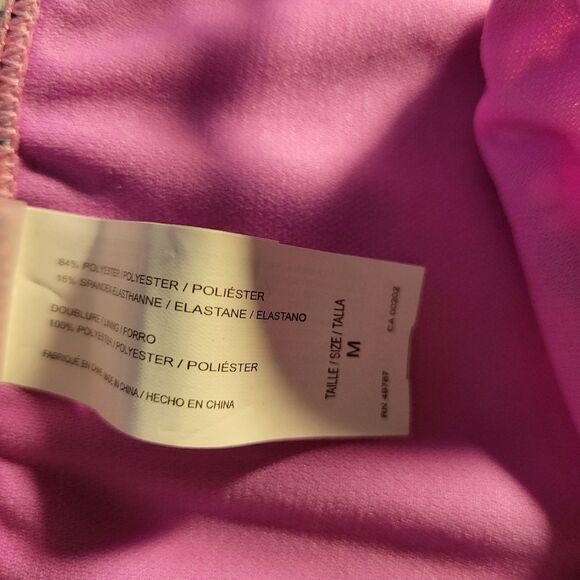 84% POLYESTER / POLYESTER / POLIÉSTER
16% SPANDEX / ELASTHANNE / ELASTANE / ELASTANO
DOUBLURE / LINING / FORRO
100% POLYESTER / POLYESTER / POLIÉSTER
FABRIQUÉ EN CHINE / MADE IN CHINA / HECHO EN CHINA
TAILLE / SIZE / TALLA
M
RN 49767 CA 00202